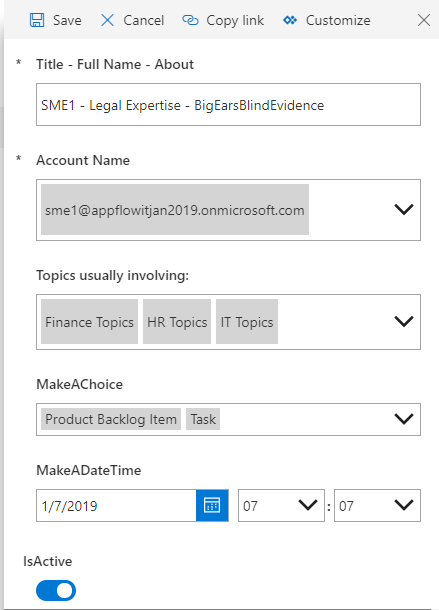 Save Cancel Copy link Customize
* Title - Full Name - About
SME1 - Legal Expertise - BigEarsBlindEvidence
* Account Name
sme1@appflowitjan2019.onmicrosoft.com
Topics usually involving:
Finance Topics HR Topics IT Topics
MakeAChoice
Product Backlog Item Task
MakeADateTime
1/7/2019 07 : 07
IsActive